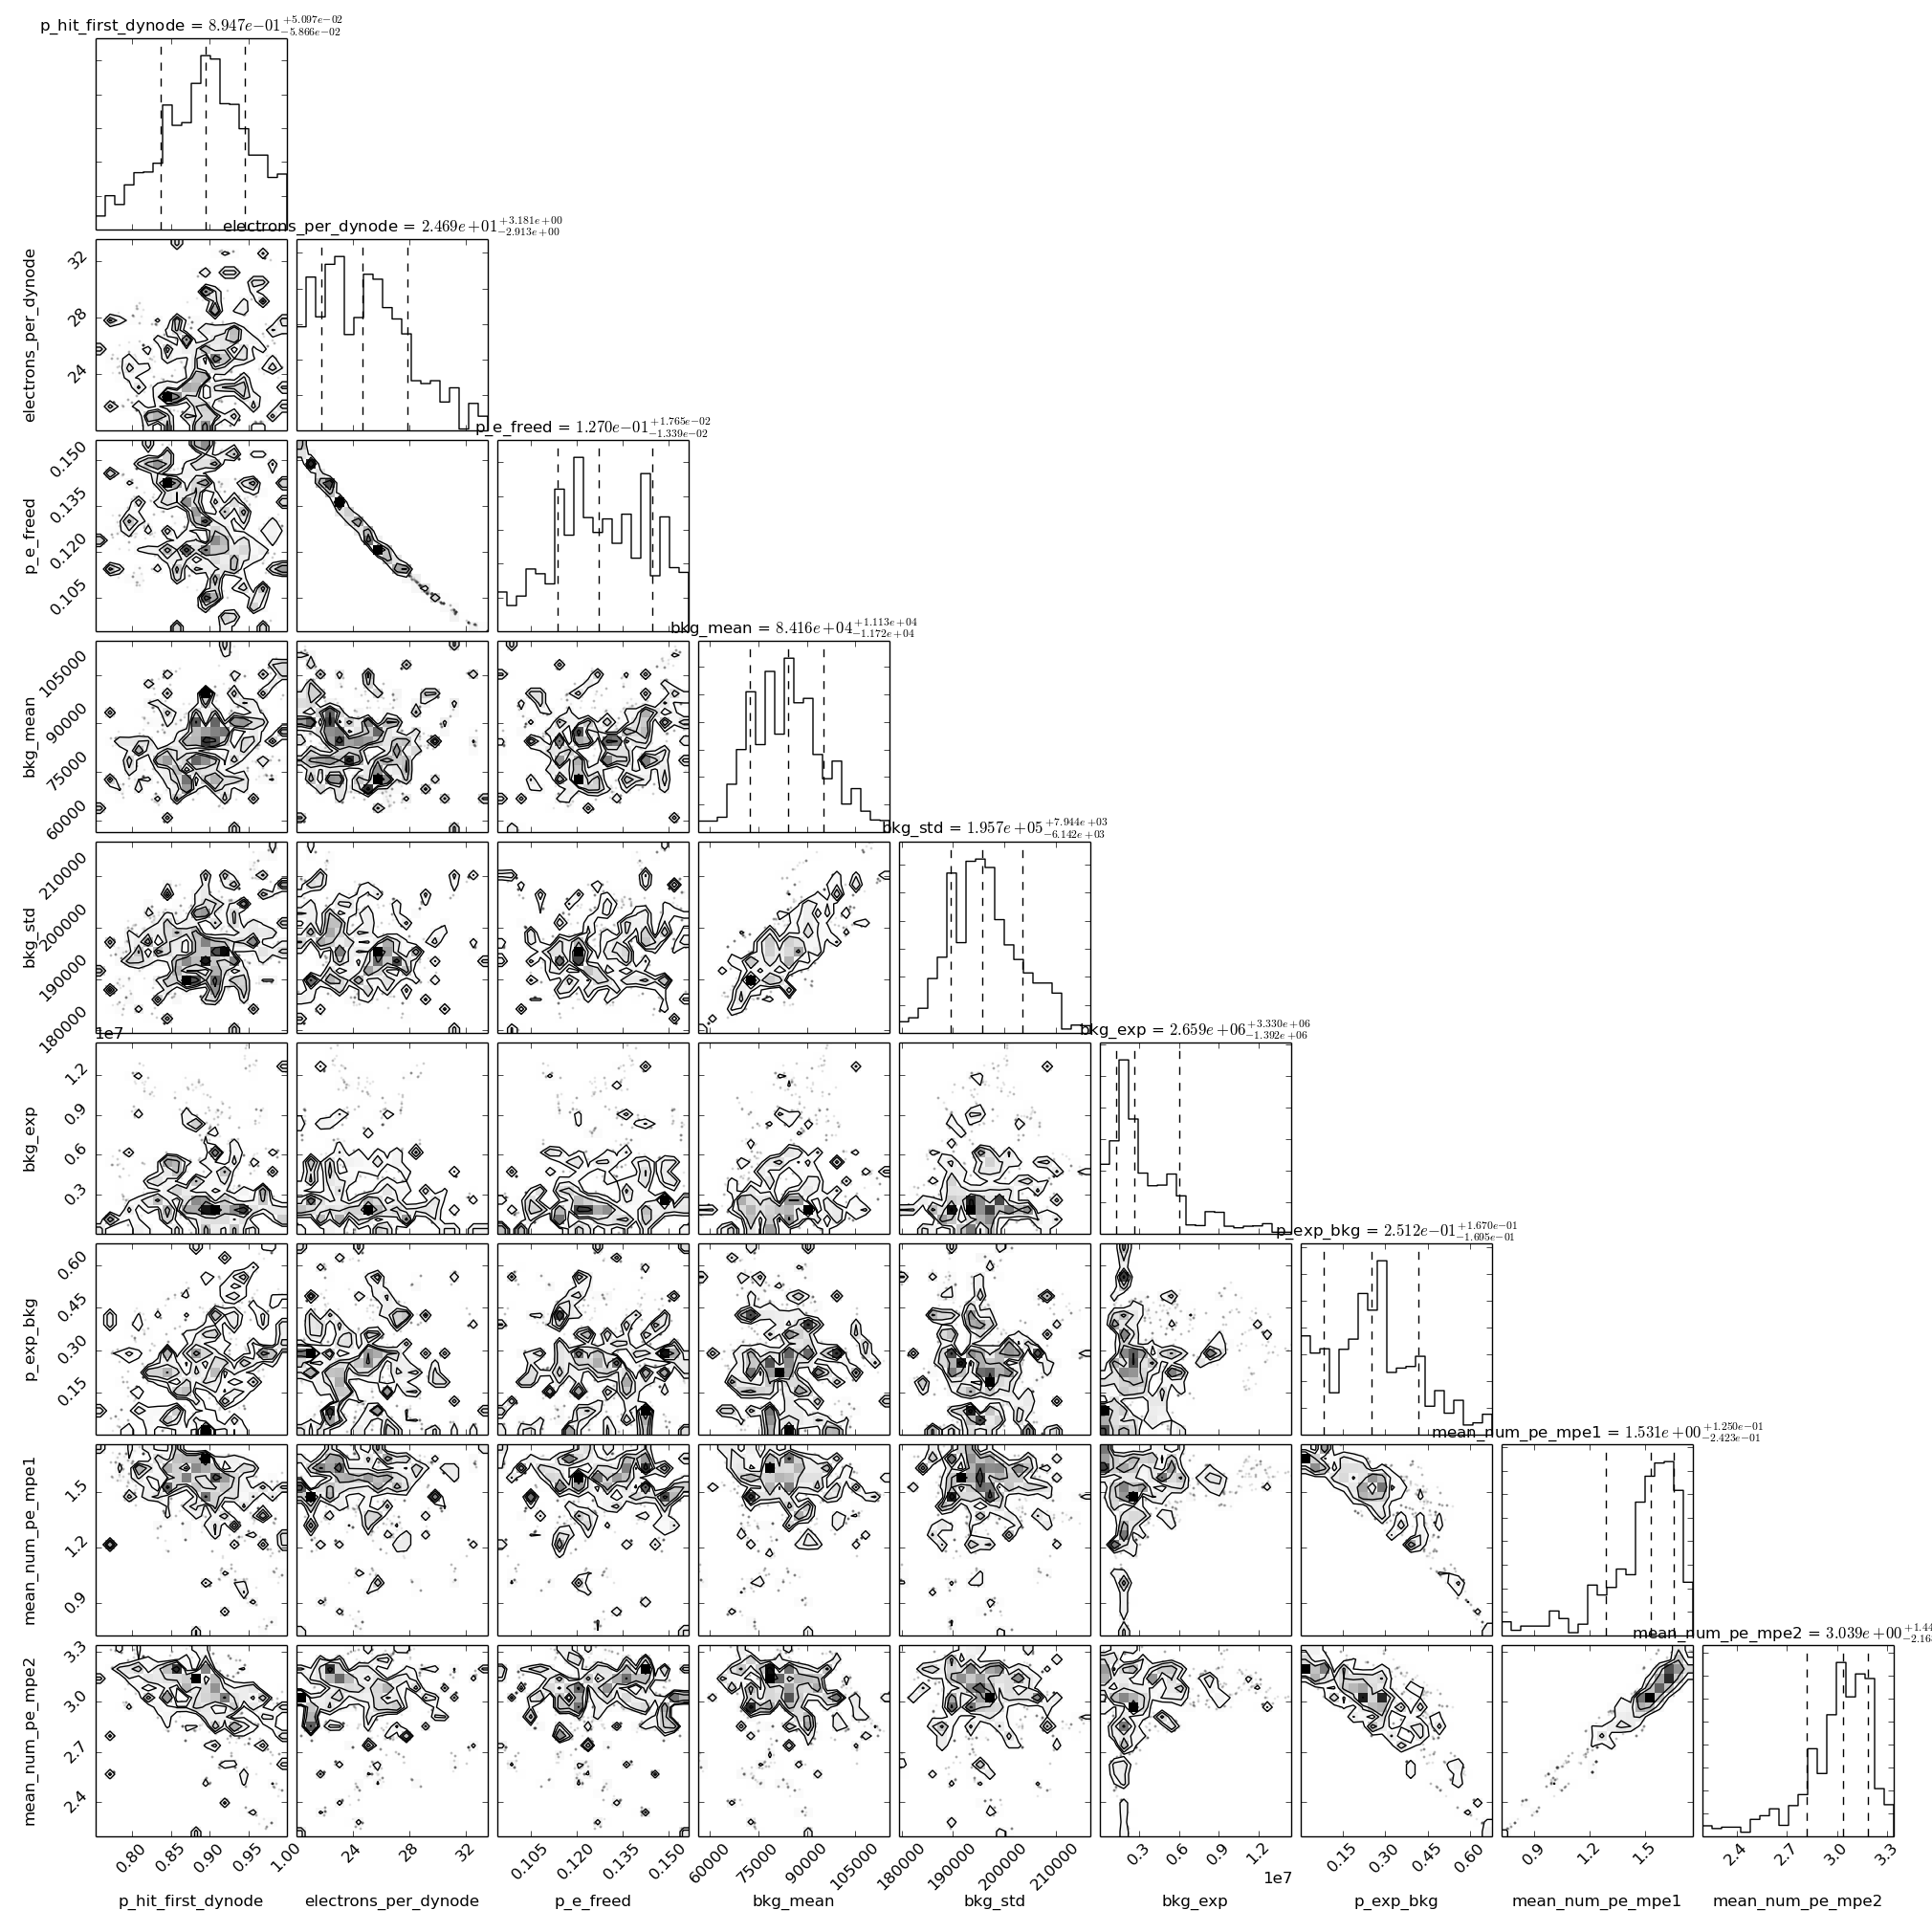 p_hit_first_dynode = 8.947e−01 +5.097e−02 −5.866e−02
electrons_per_dynode = 2.469e+01 +3.181e+00 −2.913e+00
electrons_per_dynode
32
28
24
p_e_freed = 1.270e−01 +1.765e−02 −1.339e−02
p_e_freed
0.150
0.135
0.120
0.105
bkg_mean = 8.416e+04 +1.113e+04 −1.172e+04
bkg_mean
105000
90000
75000
60000
bkg_std = 1.957e+05 +7.944e+03 −6.142e+03
bkg_std
210000
200000
190000
180000
1e7
bkg_exp = 2.659e+06 +3.330e+06 −1.392e+06
bkg_exp
1.2
0.9
0.6
0.3
p_exp_bkg = 2.512e−01 +1.670e−01 −1.695e−01
p_exp_bkg
0.60
0.45
0.30
0.15
mean_num_pe_mpe1 = 1.531e+00 +1.250e−01 −2.423e−01
mean_num_pe_mpe1
1.5
1.2
0.9
mean_num_pe_mpe2 = 3.039e+00 +1.44 −2.16
mean_num_pe_mpe2
3.3
3.0
2.7
2.4
0.80 0.85 0.90 0.95 1.00
24 28 32
0.105 0.120 0.135 0.150
60000 75000 90000 105000
180000 190000 200000 210000
0.3 0.6 0.9 1.2
1e7
0.15 0.30 0.45 0.60
0.9 1.2 1.5
2.4 2.7 3.0 3.3
p_hit_first_dynode electrons_per_dynode p_e_freed bkg_mean bkg_std bkg_exp p_exp_bkg mean_num_pe_mpe1 mean_num_pe_mpe2